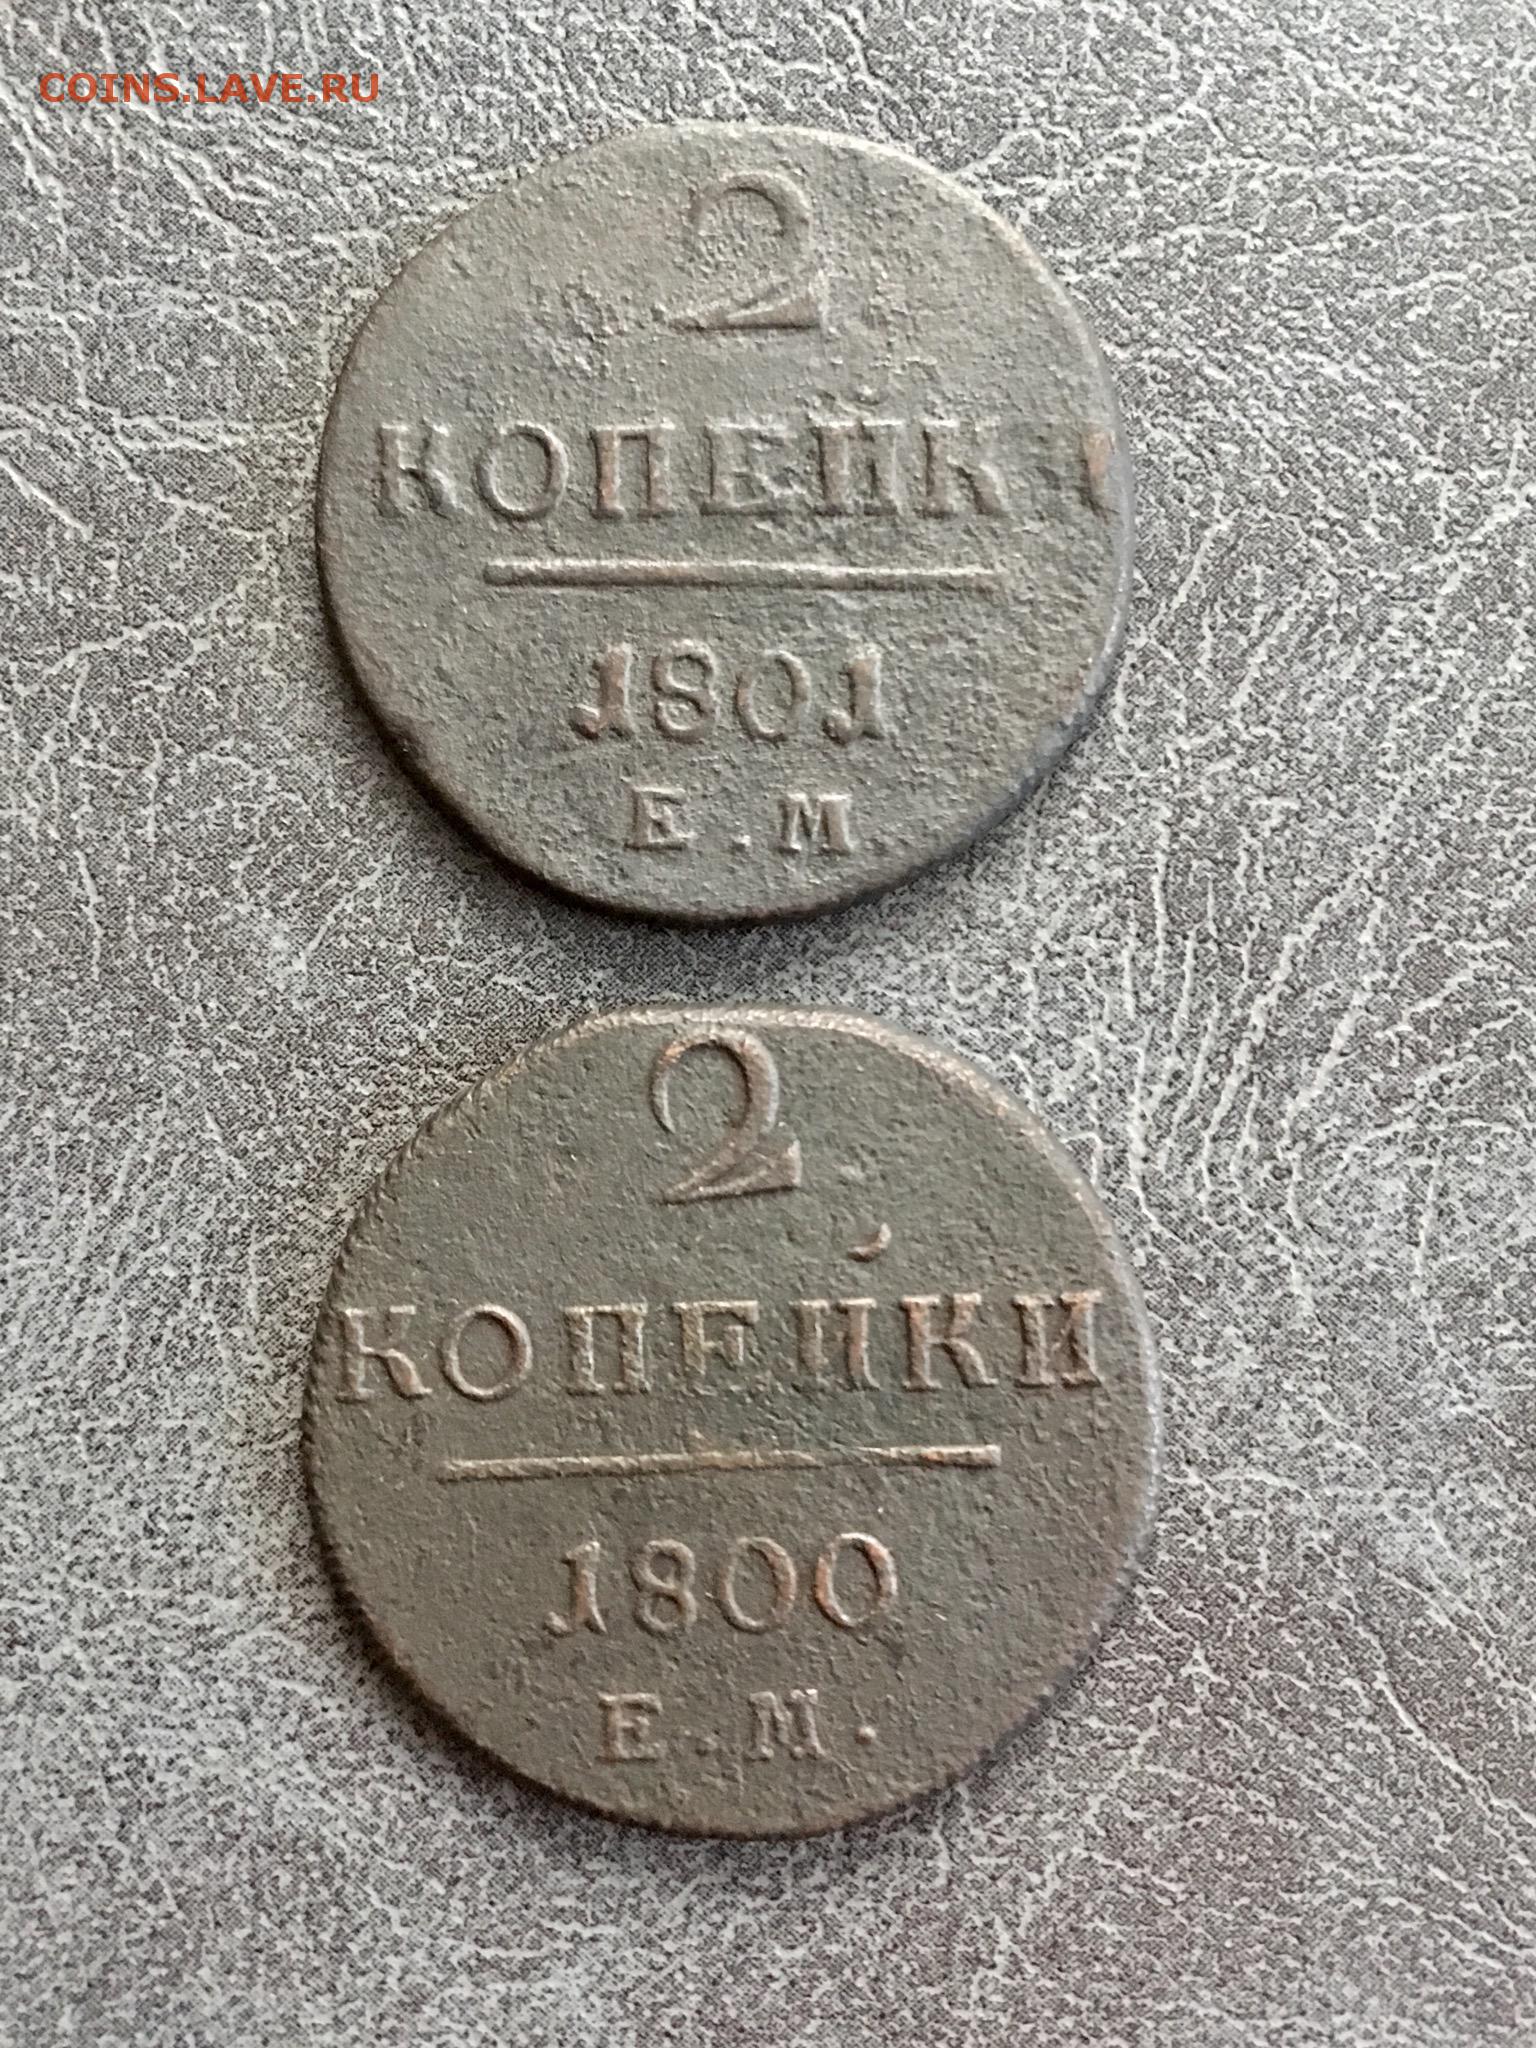 COINS.LAVE.RU
2
КОПЕЙК
1801
Е.М.
2
КОПЕЙКИ
1800
Е.М.